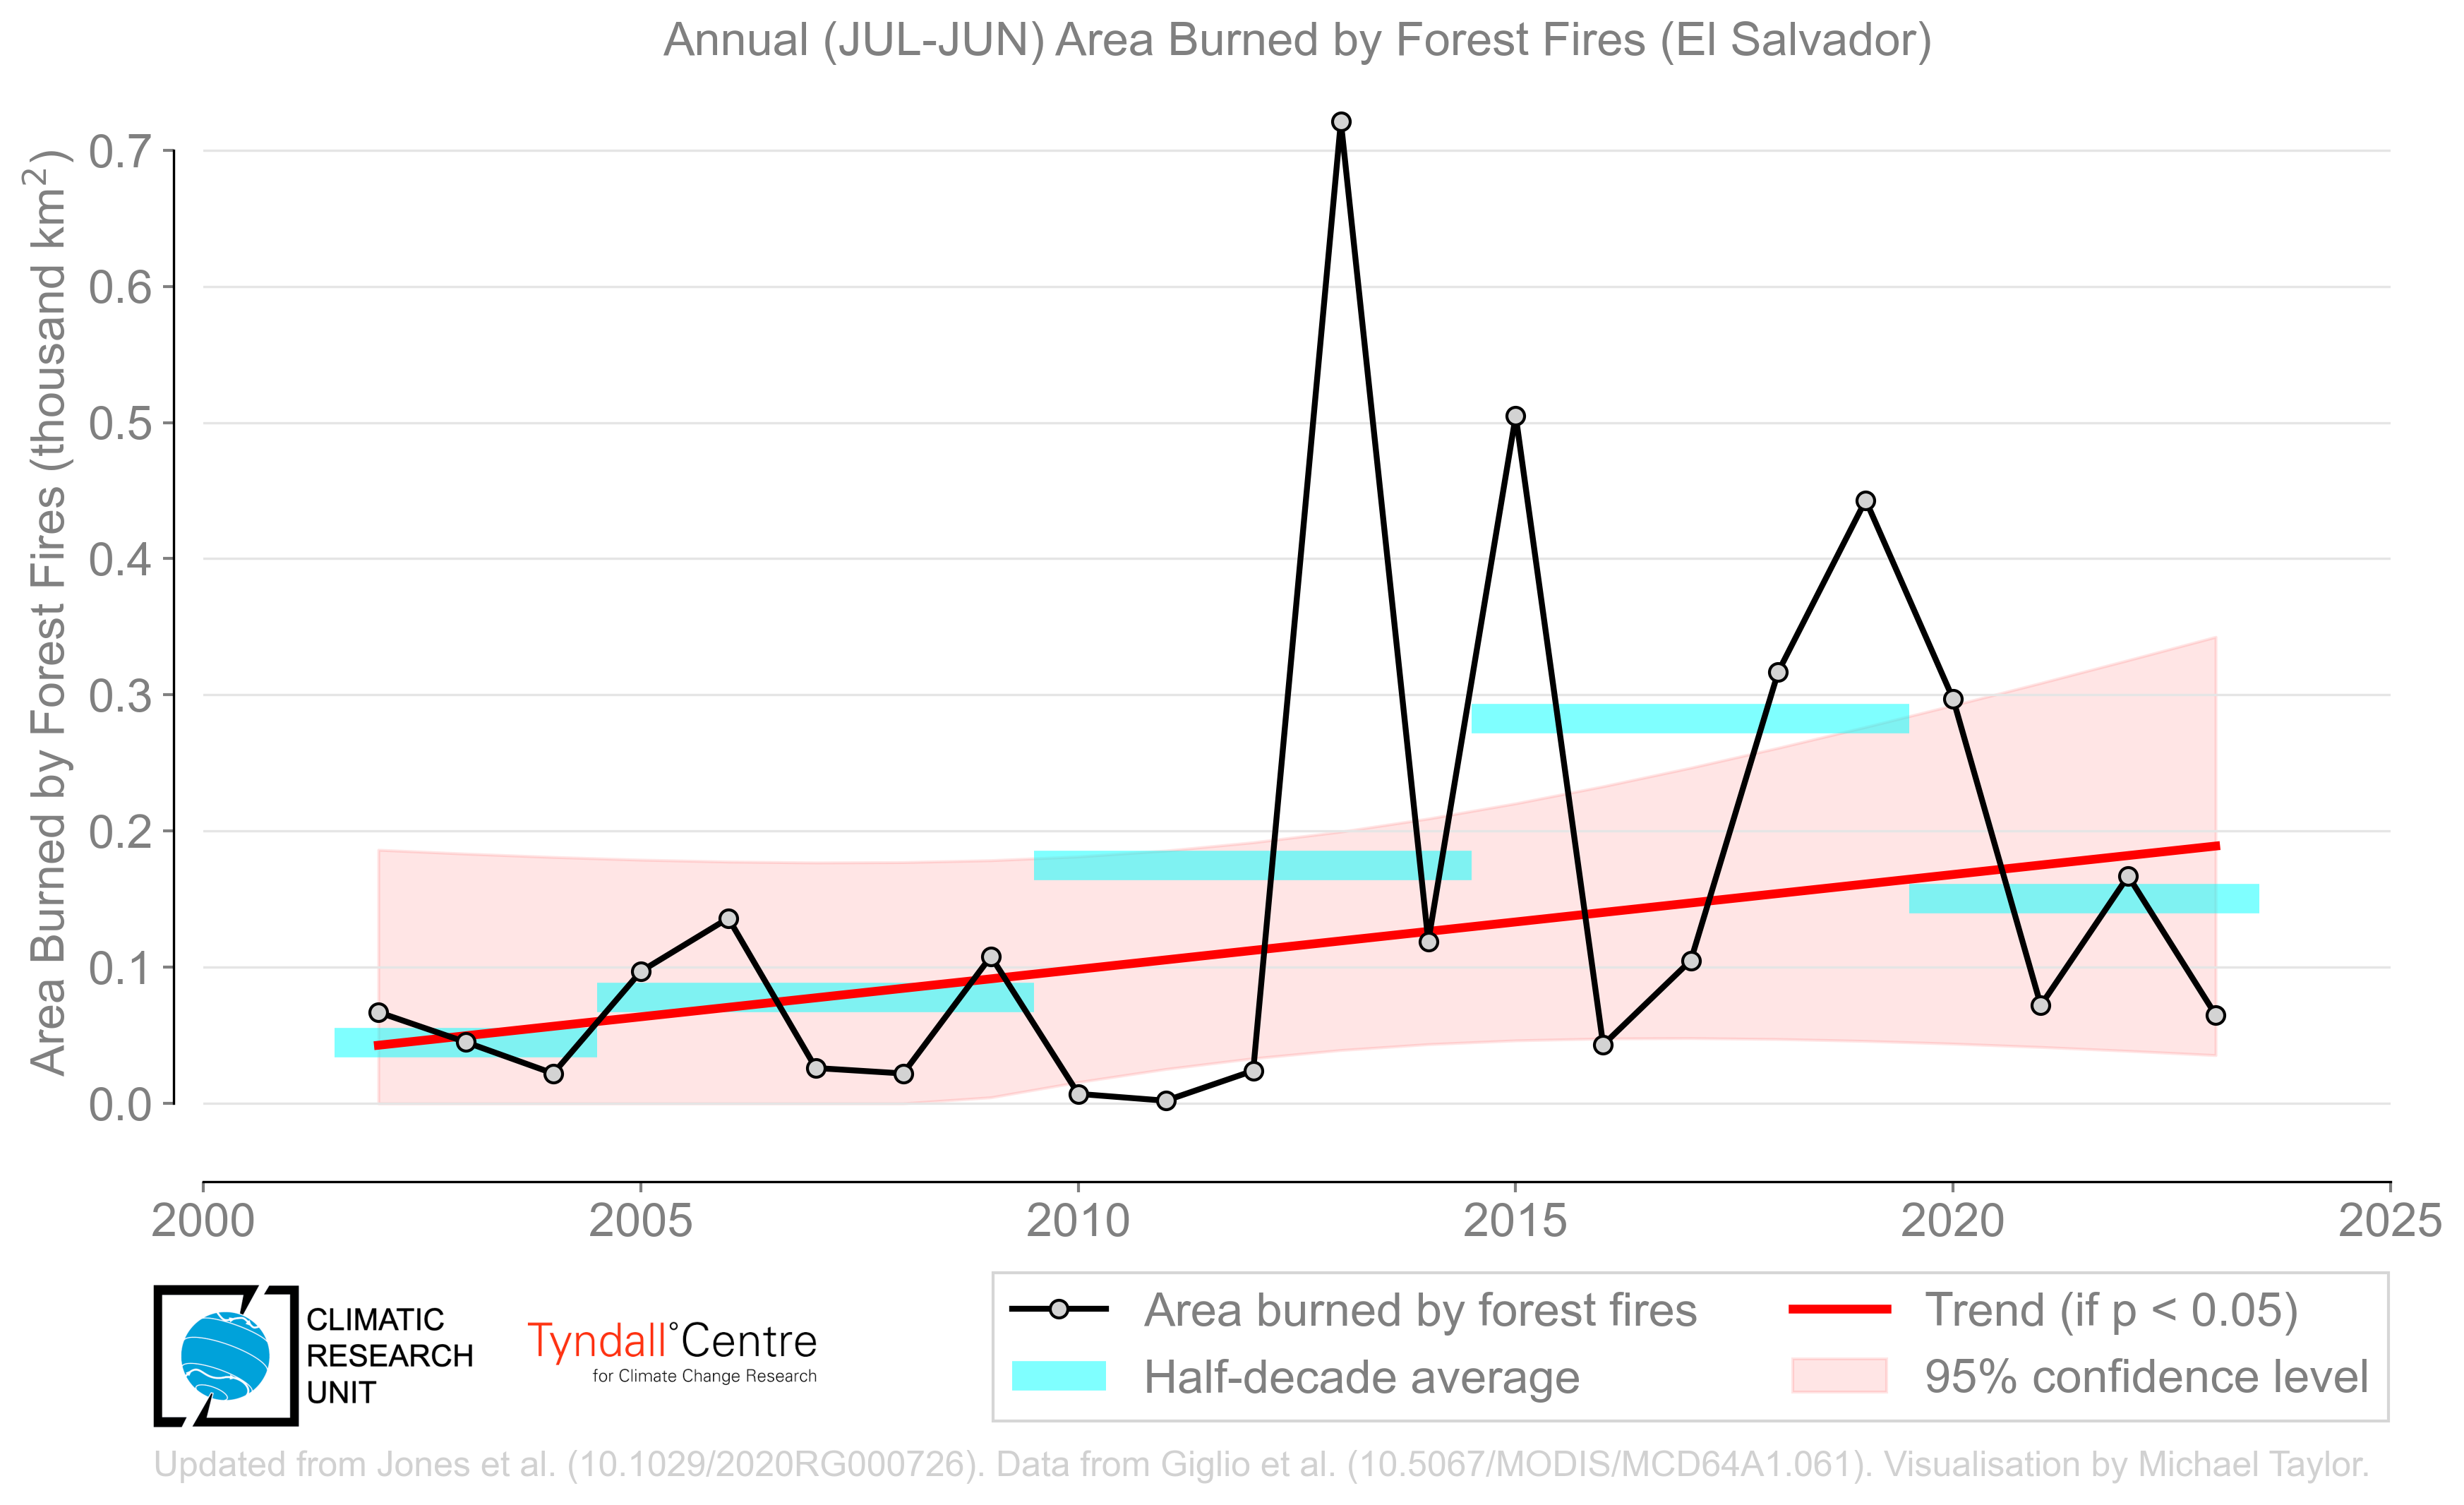 Annual (JUL-JUN) Area Burned by Forest Fires (El Salvador)
Area Burned by Forest Fires (thousand km²)
0.7
0.6
0.5
0.4
0.3
0.2
0.1
0.0
2000 2005 2010 2015 2020 2025
Area burned by forest fires
Half-decade average
Trend (if p < 0.05)
95% confidence level
CLIMATIC
RESEARCH
UNIT
Tyndall°Centre
for Climate Change Research
Updated from Jones et al. (10.1029/2020RG000726). Data from Giglio et al. (10.5067/MODIS/MCD64A1.061). Visualisation by Michael Taylor.